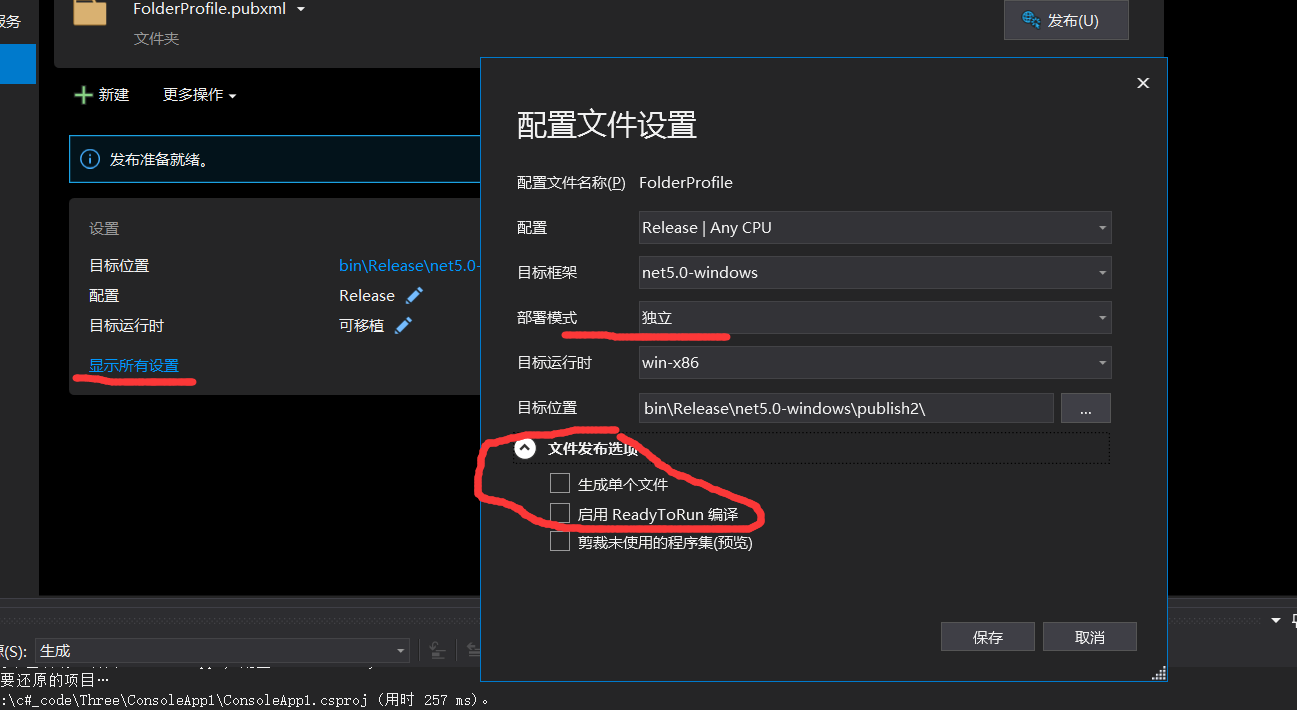 服务
FolderProfile.pubxml
文件夹
发布(U)
新建
更多操作
发布准备就绪。
设置
目标位置
bin\Release\net5.0-
配置
Release
目标运行时
可移植
显示所有设置
配置文件设置
配置文件名称(P) FolderProfile
配置
Release | Any CPU
目标框架
net5.0-windows
部署模式
独立
目标运行时
win-x86
目标位置
bin\Release\net5.0-windows\publish2\
...
文件发布选项
生成单个文件
启用 ReadyToRun 编译
剪裁未使用的程序集(预览)
保存
取消
(S):
生成
要还原的项目…
:\c#_code\Three\ConsoleApp1\ConsoleApp1.csproj (用时 257 ms)。